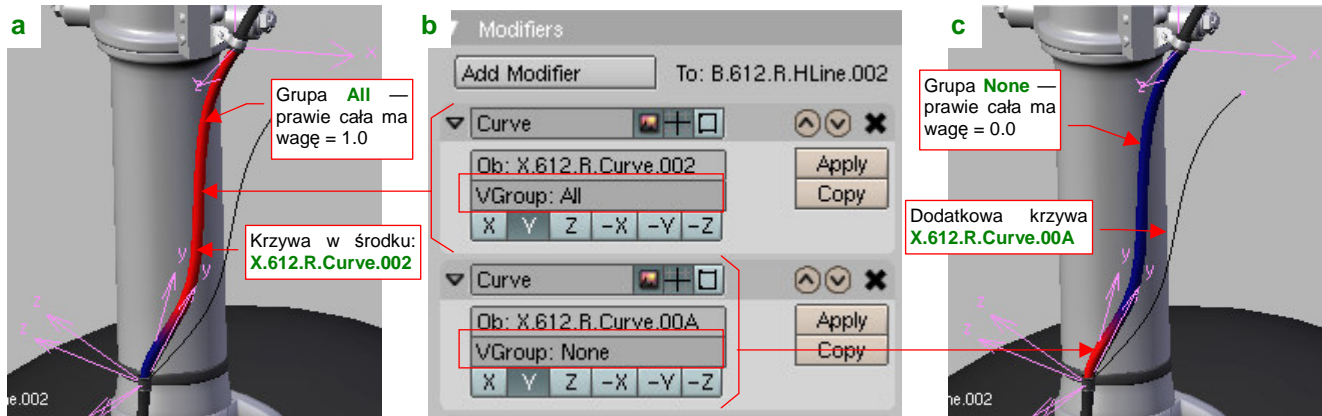 a
Grupa All —
prawie cała ma
wagę = 1.0
Krzywa w środku:
X.612.R.Curve.002
ne.002
b
Modifiers
Add Modifier
To: B.612.R.HLine.002
Curve
Ob: X.612.R.Curve.002
VGroup: All
X Y Z -X -Y -Z
Apply
Copy
Curve
Ob: X.612.R.Curve.00A
VGroup: None
X Y Z -X -Y -Z
Apply
Copy
c
Grupa None —
prawie cała ma
wagę = 0.0
Dodatkowa krzywa
X.612.R.Curve.00A
ne.002